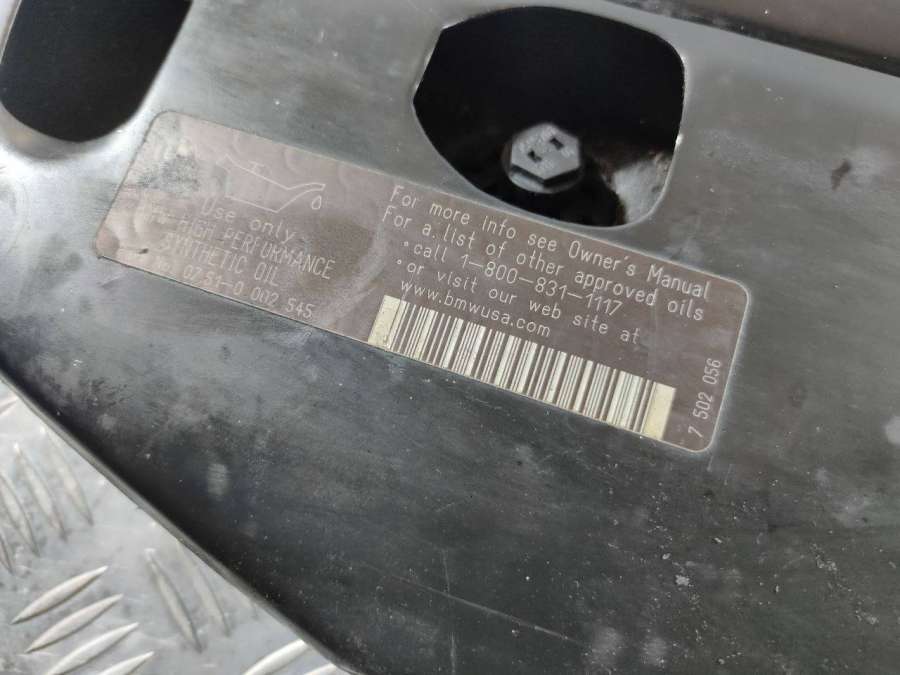 Use only
HIGH PERFORMANCE
SYNTHETIC OIL
0751-0 002 545
For more info see Owner's Manual
For a list of other approved oils
• call 1-800-831-1117
• or visit our web site at
www.bmwusa.com
7 502 056